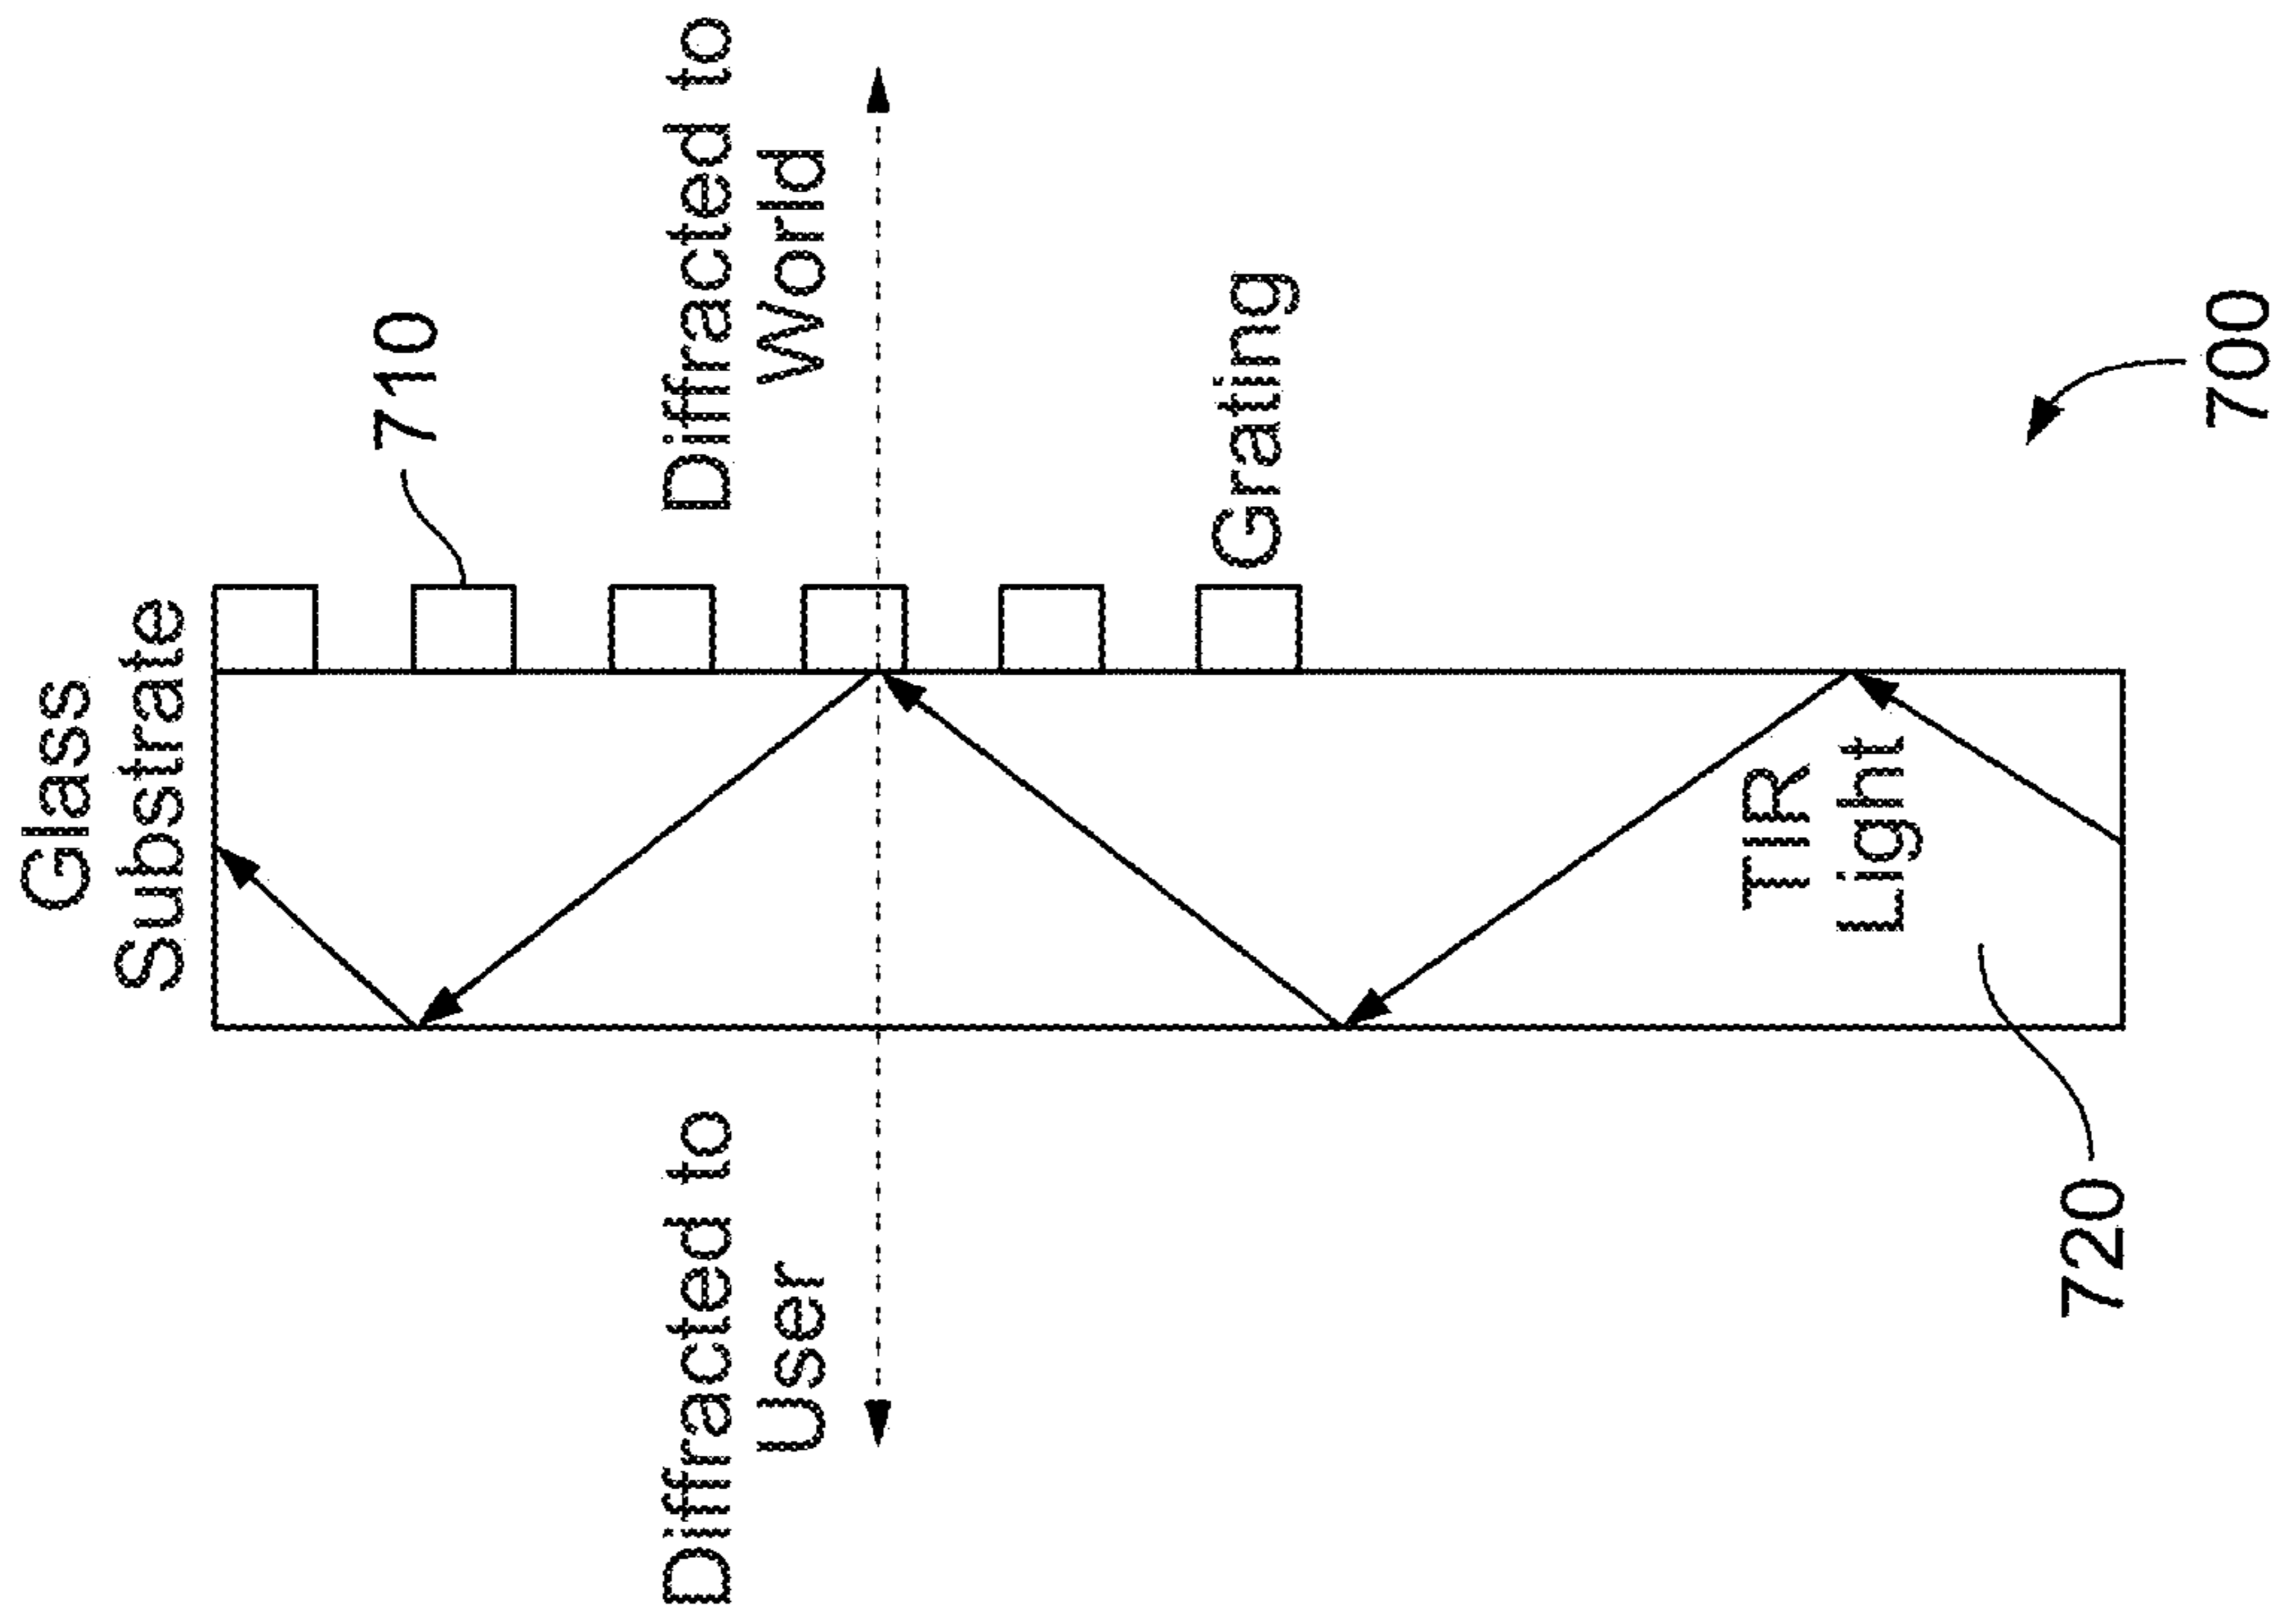 Glass
Substrate
710
Diffracted to
World
Diffracted to
User
Grating
TIR
Light
720
700